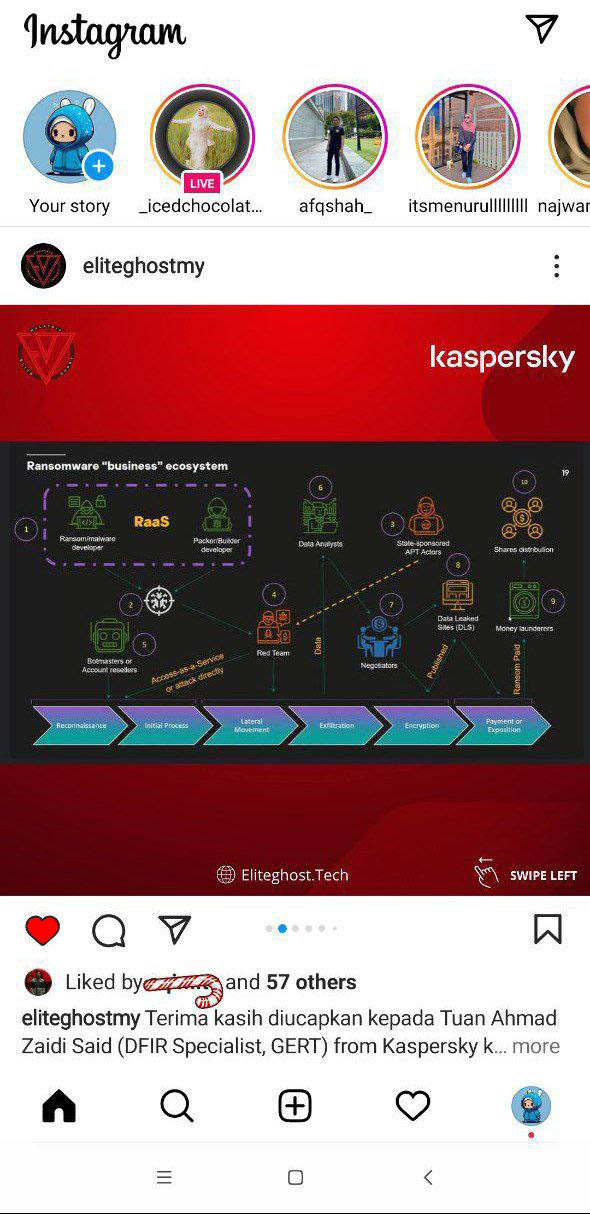 Instagram
LIVE
Your story
_icedchocolat...
afqshah_
itsmenurulllllllll
najwar
eliteghostmy
kaspersky
Ransomware “business” ecosystem
19
1
RaaS
Ransom/malware
developer
Packer/Builder
developer
6
Data Analysts
3
State-sponsored
APT Actors
10
Shares distribution
2
5
Botmasters or
Account resellers
4
Red Team
Access-as-a-Service
or attack directly
Data
7
Negotiators
8
Data Leaked
Sites (DLS)
9
Money launderers
Published
Ransom Paid
Reconnaissance
Initial Process
Lateral
Movement
Exfiltration
Encryption
Payment or
Exposition
Eliteghost.Tech
SWIPE LEFT
Liked by and 57 others
eliteghostmy Terima kasih diucapkan kepada Tuan Ahmad
Zaidi Said (DFIR Specialist, GERT) from Kaspersky k... more